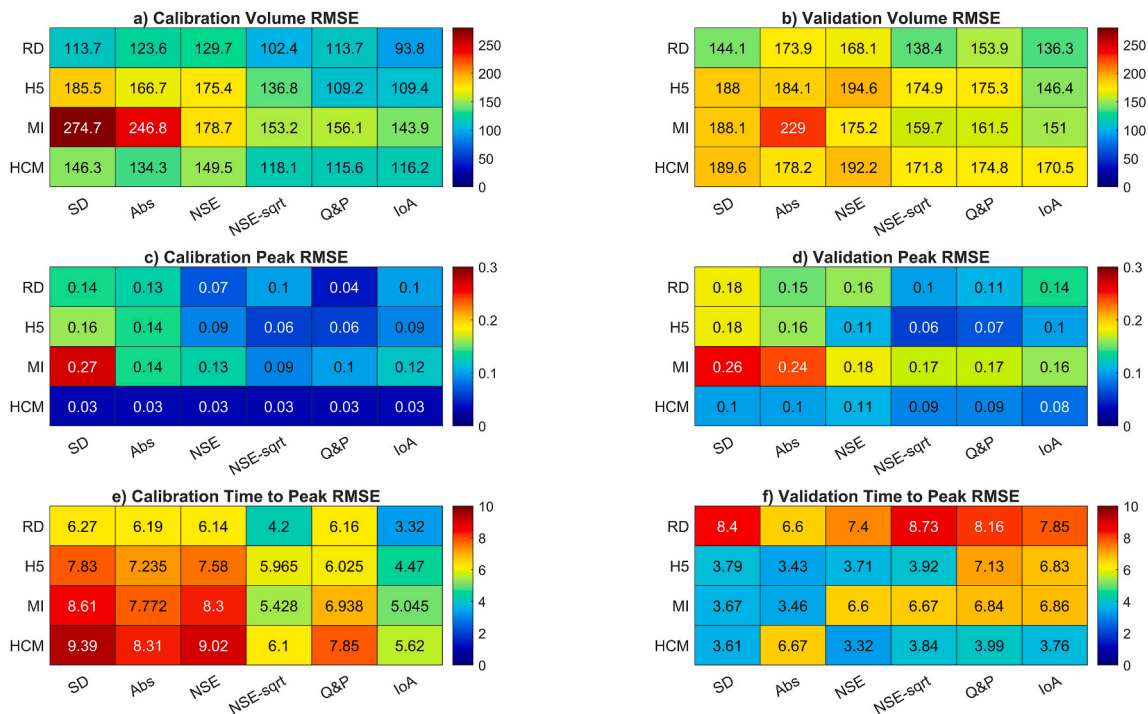 a) Calibration Volume RMSE
RD 113.7 123.6 129.7 102.4 113.7 93.8
H5 185.5 166.7 175.4 136.8 109.2 109.4
MI 274.7 246.8 178.7 153.2 156.1 143.9
HCM 146.3 134.3 149.5 118.1 115.6 116.2
SD Abs NSE NSE-sqrt Q&P IoA
250
200
150
100
50
0
b) Validation Volume RMSE
RD 144.1 173.9 168.1 138.4 153.9 136.3
H5 188 184.1 194.6 174.9 175.3 146.4
MI 188.1 229 175.2 159.7 161.5 151
HCM 189.6 178.2 192.2 171.8 174.8 170.5
SD Abs NSE NSE-sqrt Q&P IoA
250
200
150
100
50
0
c) Calibration Peak RMSE
RD 0.14 0.13 0.07 0.1 0.04 0.1
H5 0.16 0.14 0.09 0.06 0.06 0.09
MI 0.27 0.14 0.13 0.09 0.1 0.12
HCM 0.03 0.03 0.03 0.03 0.03 0.03
SD Abs NSE NSE-sqrt Q&P IoA
0.3
0.2
0.1
0
d) Validation Peak RMSE
RD 0.18 0.15 0.16 0.1 0.11 0.14
H5 0.18 0.16 0.11 0.06 0.07 0.1
MI 0.26 0.24 0.18 0.17 0.17 0.16
HCM 0.1 0.1 0.11 0.09 0.09 0.08
SD Abs NSE NSE-sqrt Q&P IoA
0.3
0.2
0.1
0
e) Calibration Time to Peak RMSE
RD 6.27 6.19 6.14 4.2 6.16 3.32
H5 7.83 7.235 7.58 5.965 6.025 4.47
MI 8.61 7.772 8.3 5.428 6.938 5.045
HCM 9.39 8.31 9.02 6.1 7.85 5.62
SD Abs NSE NSE-sqrt Q&P IoA
10
8
6
4
2
0
f) Validation Time to Peak RMSE
RD 8.4 6.6 7.4 8.73 8.16 7.85
H5 3.79 3.43 3.71 3.92 7.13 6.83
MI 3.67 3.46 6.6 6.67 6.84 6.86
HCM 3.61 6.67 3.32 3.84 3.99 3.76
SD Abs NSE NSE-sqrt Q&P IoA
10
8
6
4
2
0